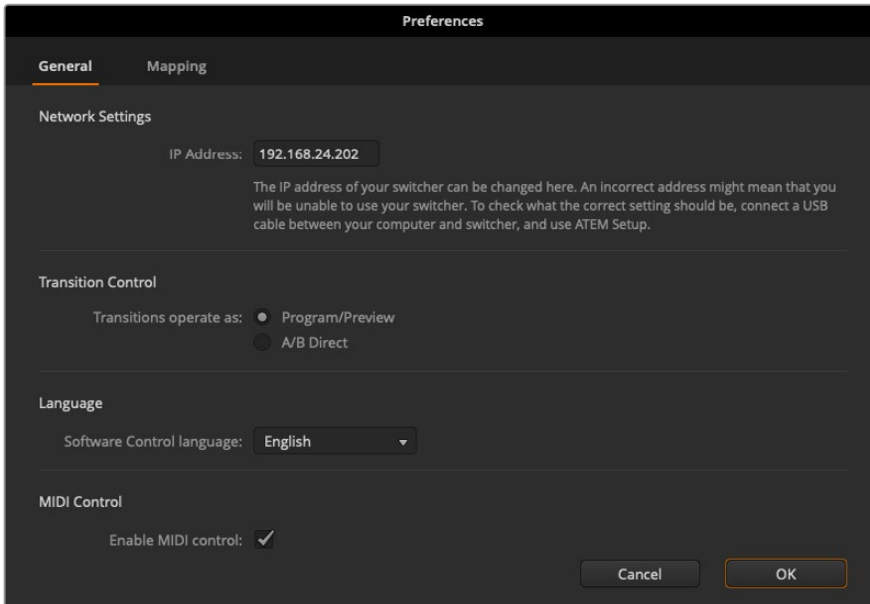 Preferences
General Mapping
Network Settings
IP Address: 192.168.24.202
The IP address of your switcher can be changed here. An incorrect address might mean that you
will be unable to use your switcher. To check what the correct setting should be, connect a USB
cable between your computer and switcher, and use ATEM Setup.
Transition Control
Transitions operate as: Program/Preview
A/B Direct
Language
Software Control language: English
MIDI Control
Enable MIDI control:
Cancel OK